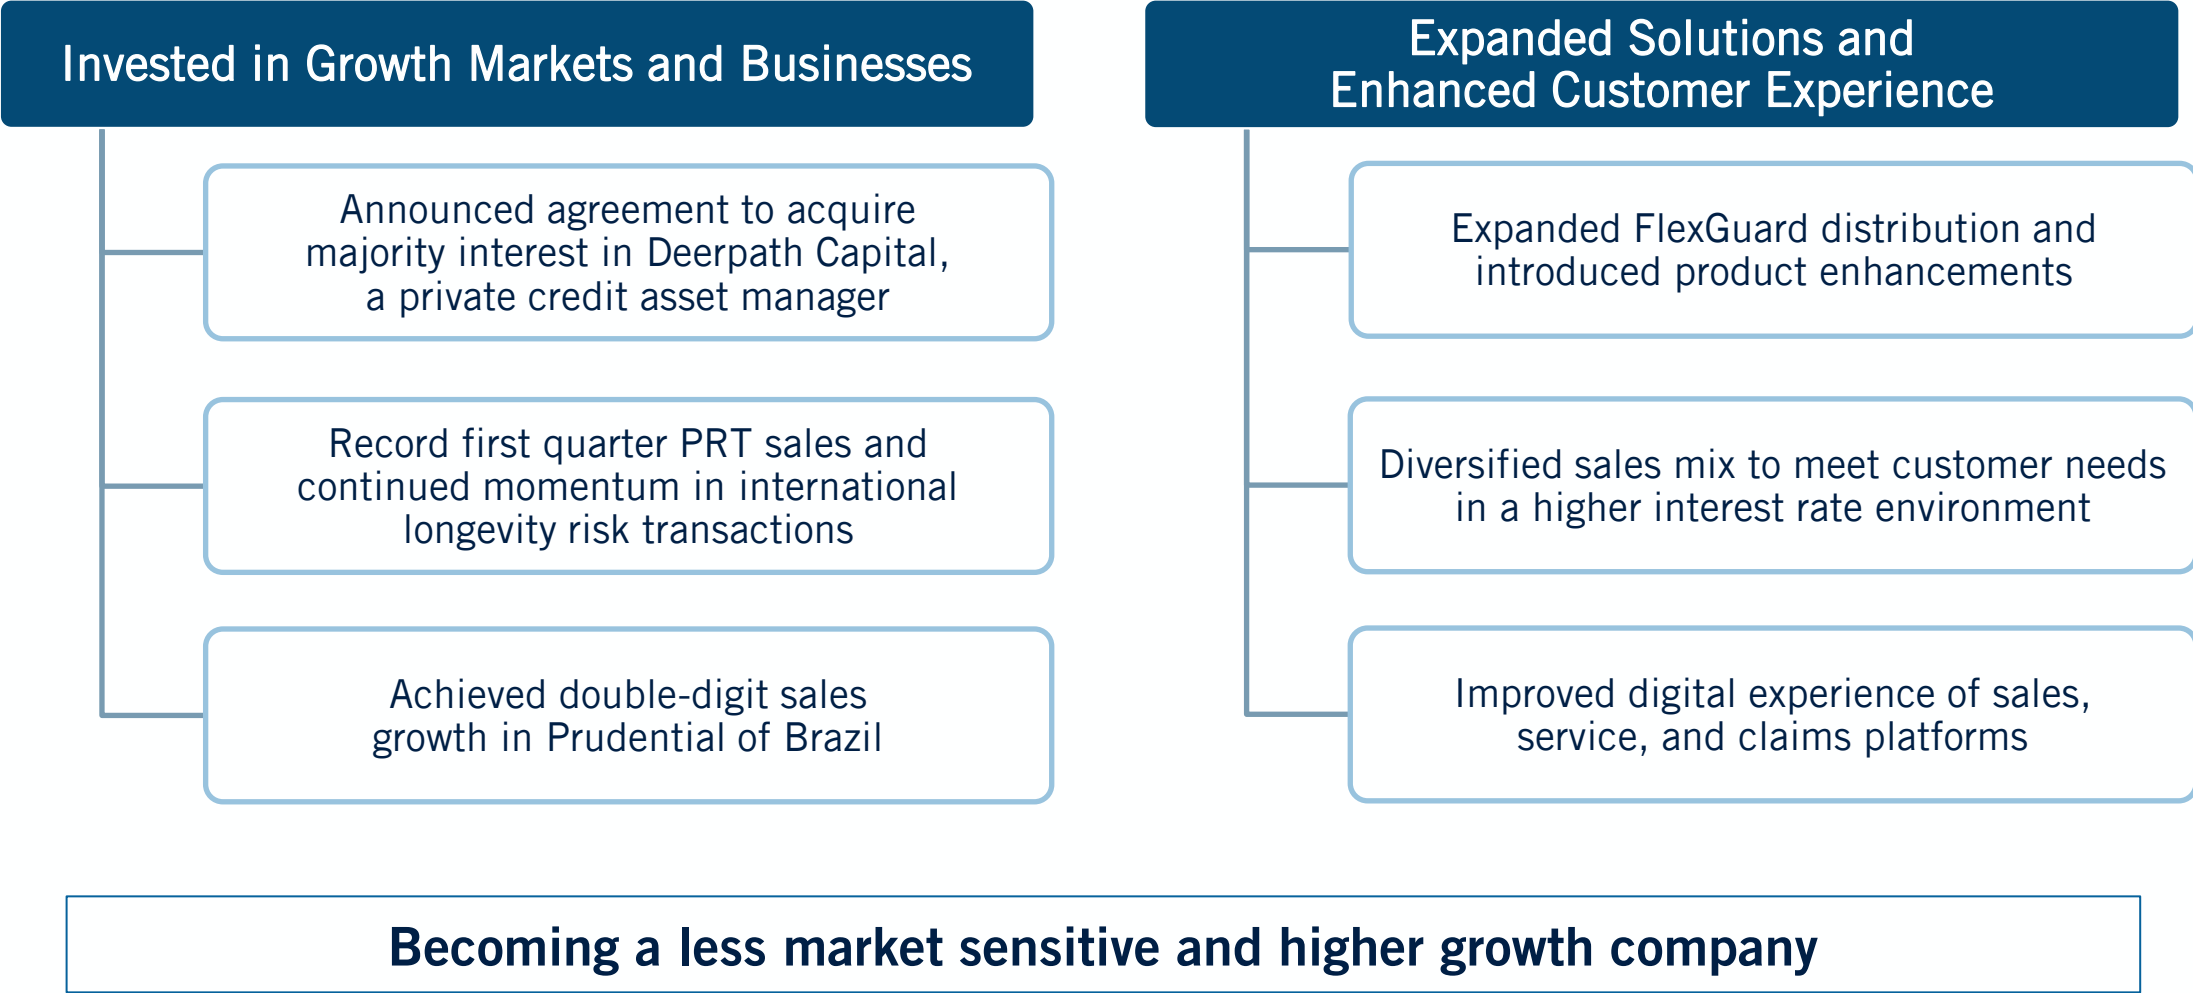 Invested in Growth Markets and Businesses
Announced agreement to acquire
majority interest in Deerpath Capital,
a private credit asset manager
Record first quarter PRT sales and
continued momentum in international
longevity risk transactions
Achieved double-digit sales
growth in Prudential of Brazil
Expanded Solutions and
Enhanced Customer Experience
Expanded FlexGuard distribution and
introduced product enhancements
Diversified sales mix to meet customer needs
in a higher interest rate environment
Improved digital experience of sales,
service, and claims platforms
Becoming a less market sensitive and higher growth company